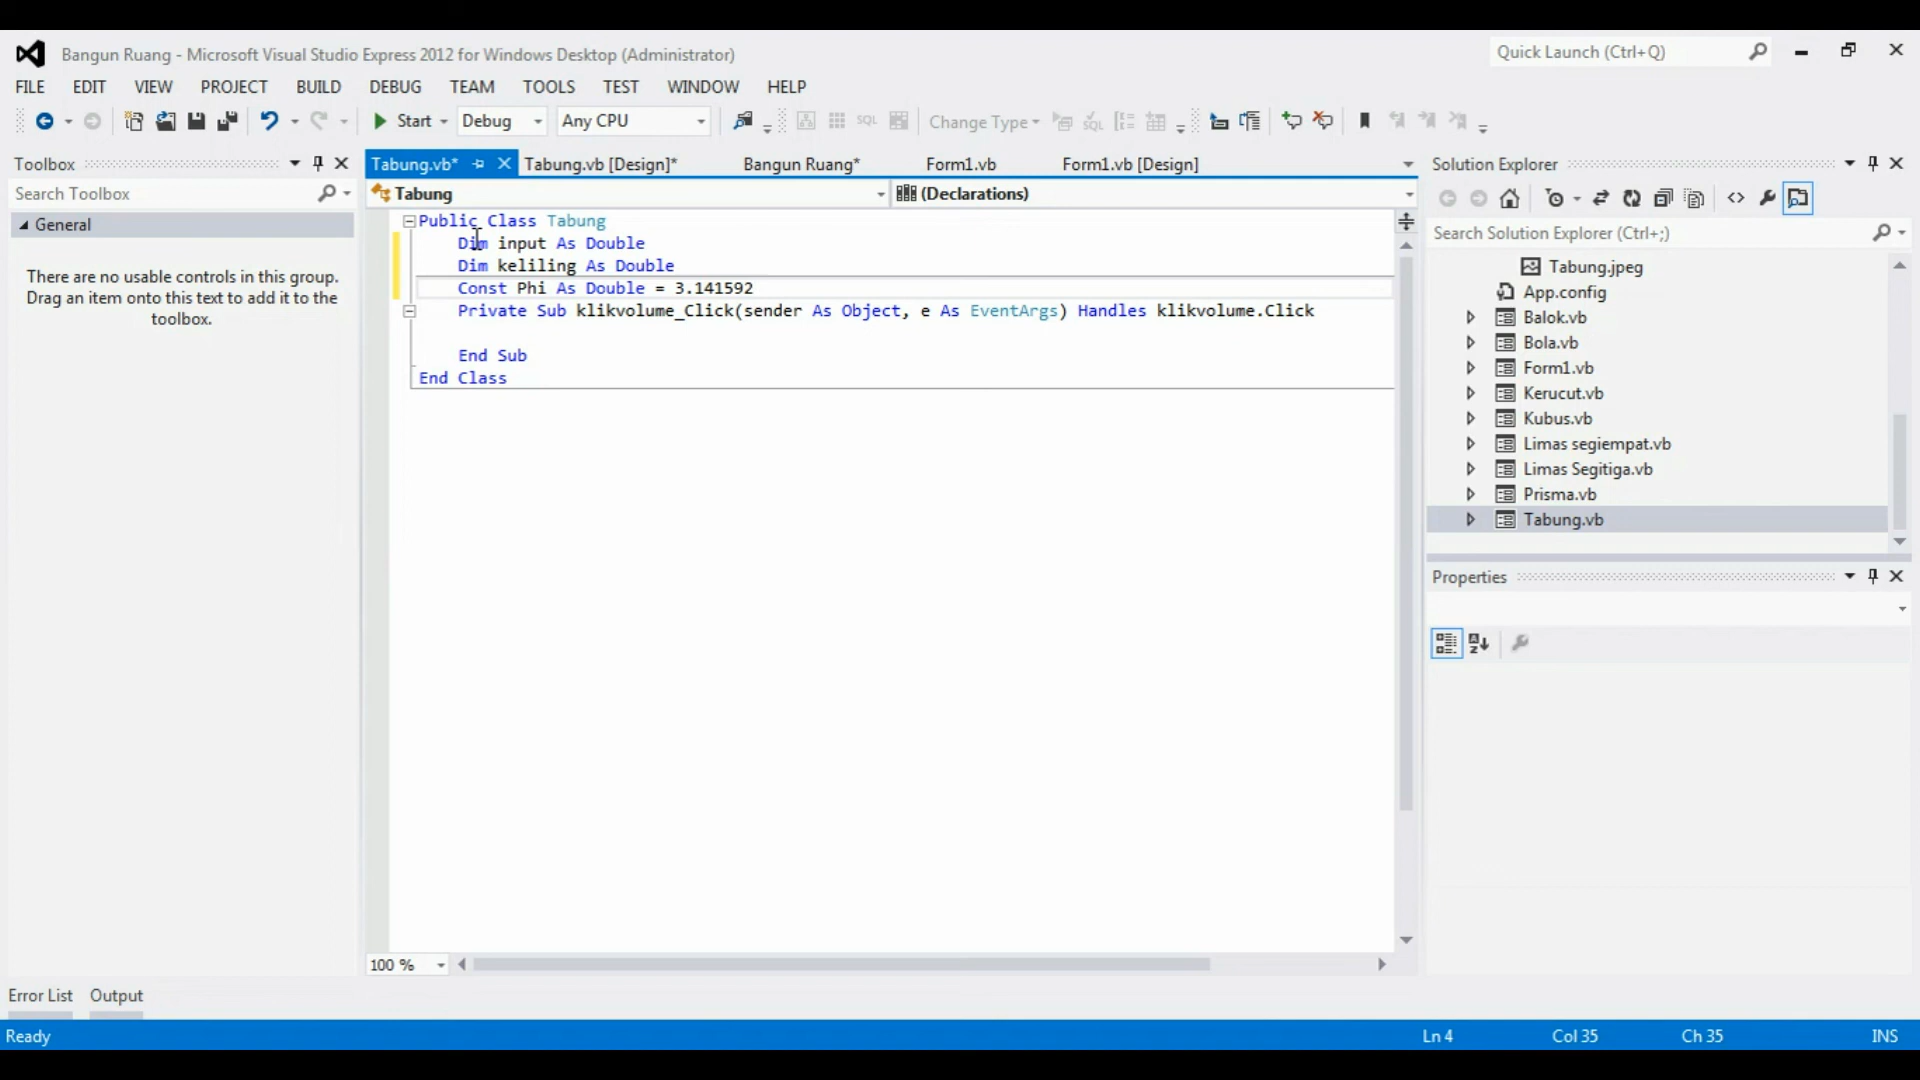 Bangun Ruang - Microsoft Visual Studio Express 2012 for Windows Desktop (Administrator)
Quick Launch (Ctrl+Q)
FILE EDIT VIEW PROJECT BUILD DEBUG TEAM TOOLS TEST WINDOW HELP
Start Debug Any CPU SQL Change Type SQL
Toolbox
Search Toolbox
General
There are no usable controls in this group.
Drag an item onto this text to add it to the
toolbox.
Tabung.vb* Tabung.vb [Design]* Bangun Ruang* Form1.vb Form1.vb [Design]
Tabung (Declarations)
Public Class Tabung
Dim input As Double
Dim keliling As Double
Const Phi As Double = 3.141592
Private Sub klikvolume_Click(sender As Object, e As EventArgs) Handles klikvolume.Click
End Sub
End Class
100 %
Solution Explorer
Search Solution Explorer (Ctrl+;)
Tabung.jpeg
App.config
Balok.vb
Bola.vb
Form1.vb
Kerucut.vb
Kubus.vb
Limas segiempat.vb
Limas Segitiga.vb
Prisma.vb
Tabung.vb
Properties
Error List Output
Ready Ln 4 Col 35 Ch 35 INS